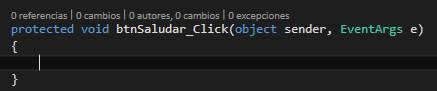 0 referencias | 0 cambios | 0 autores, 0 cambios | 0 excepciones
protected void btnSaludar_Click(object sender, EventArgs e)
{
}